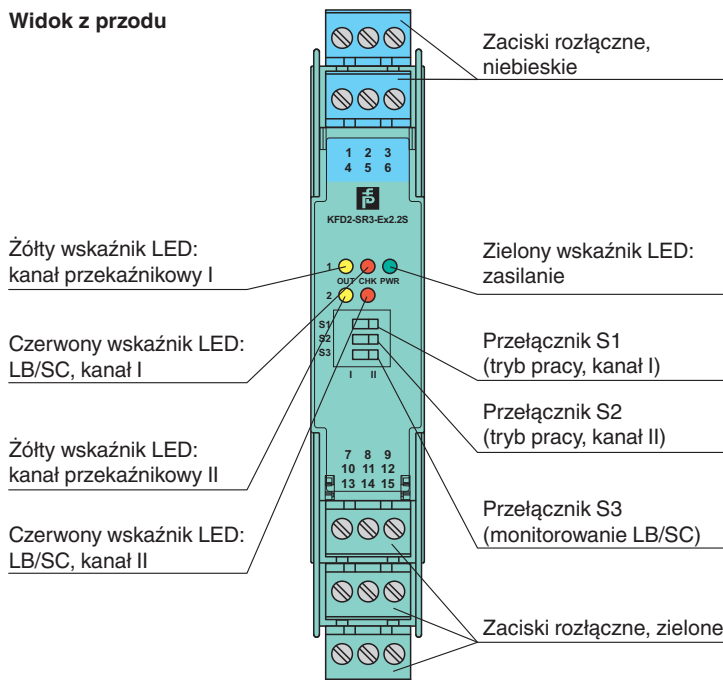 Widok z przodu
Zaciski rozłączne,
niebieskie
1 2 3
4 5 6
KFD2-SR3-Ex2.2S
Żółty wskaźnik LED:
kanał przekaźnikowy I
Czerwony wskaźnik LED:
LB/SC, kanał I
Żółty wskaźnik LED:
kanał przekaźnikowy II
Czerwony wskaźnik LED:
LB/SC, kanał II
1
OUT CHK PWR
2
S1
S2
S3
I II
Zielony wskaźnik LED:
zasilanie
Przełącznik S1
(tryb pracy, kanał I)
Przełącznik S2
(tryb pracy, kanał II)
Przełącznik S3
(monitorowanie LB/SC)
7 8 9
10 11 12
13 14 15
Zaciski rozłączne, zielone